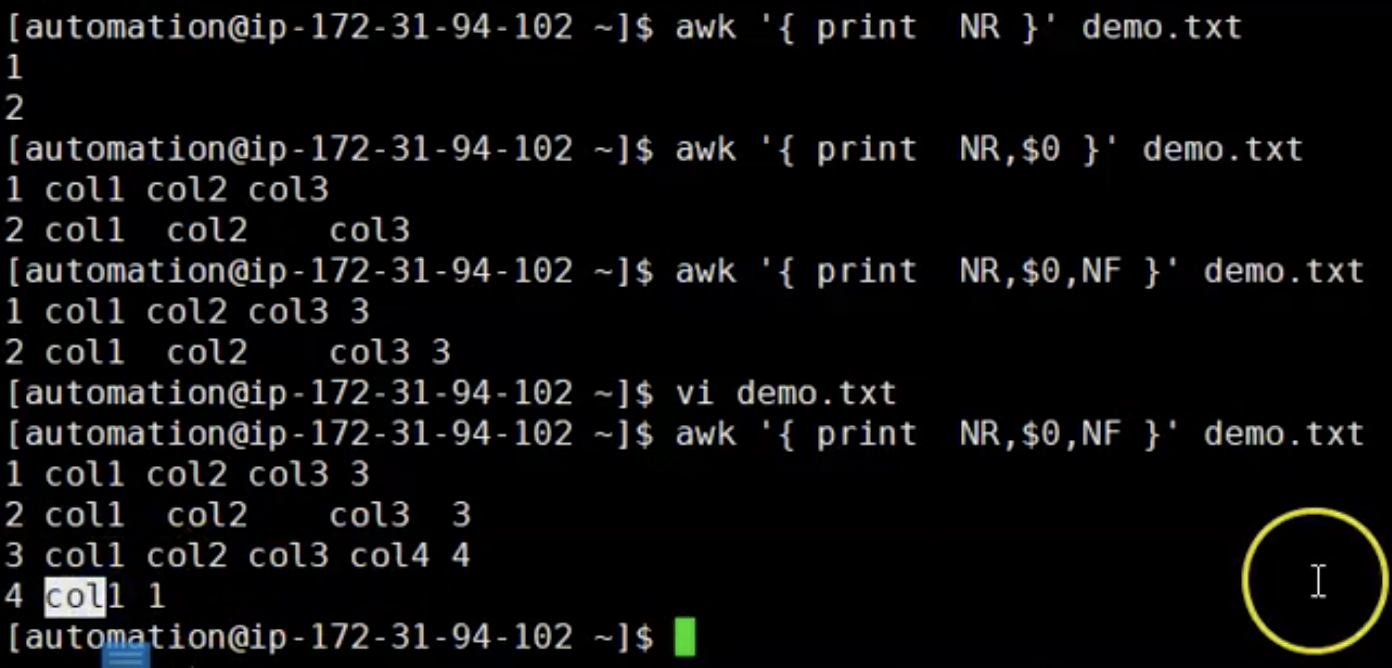 [automation@ip-172-31-94-102 ~]$ awk '{ print  NR }' demo.txt
1
2
[automation@ip-172-31-94-102 ~]$ awk '{ print  NR,$0 }' demo.txt
1 col1 col2 col3
2 col1  col2    col3
[automation@ip-172-31-94-102 ~]$ awk '{ print  NR,$0,NF }' demo.txt
1 col1 col2 col3 3
2 col1  col2    col3 3
[automation@ip-172-31-94-102 ~]$ vi demo.txt
[automation@ip-172-31-94-102 ~]$ awk '{ print  NR,$0,NF }' demo.txt
1 col1 col2 col3 3
2 col1  col2    col3  3
3 col1 col2 col3 col4 4
4 col1 1
[automation@ip-172-31-94-102 ~]$